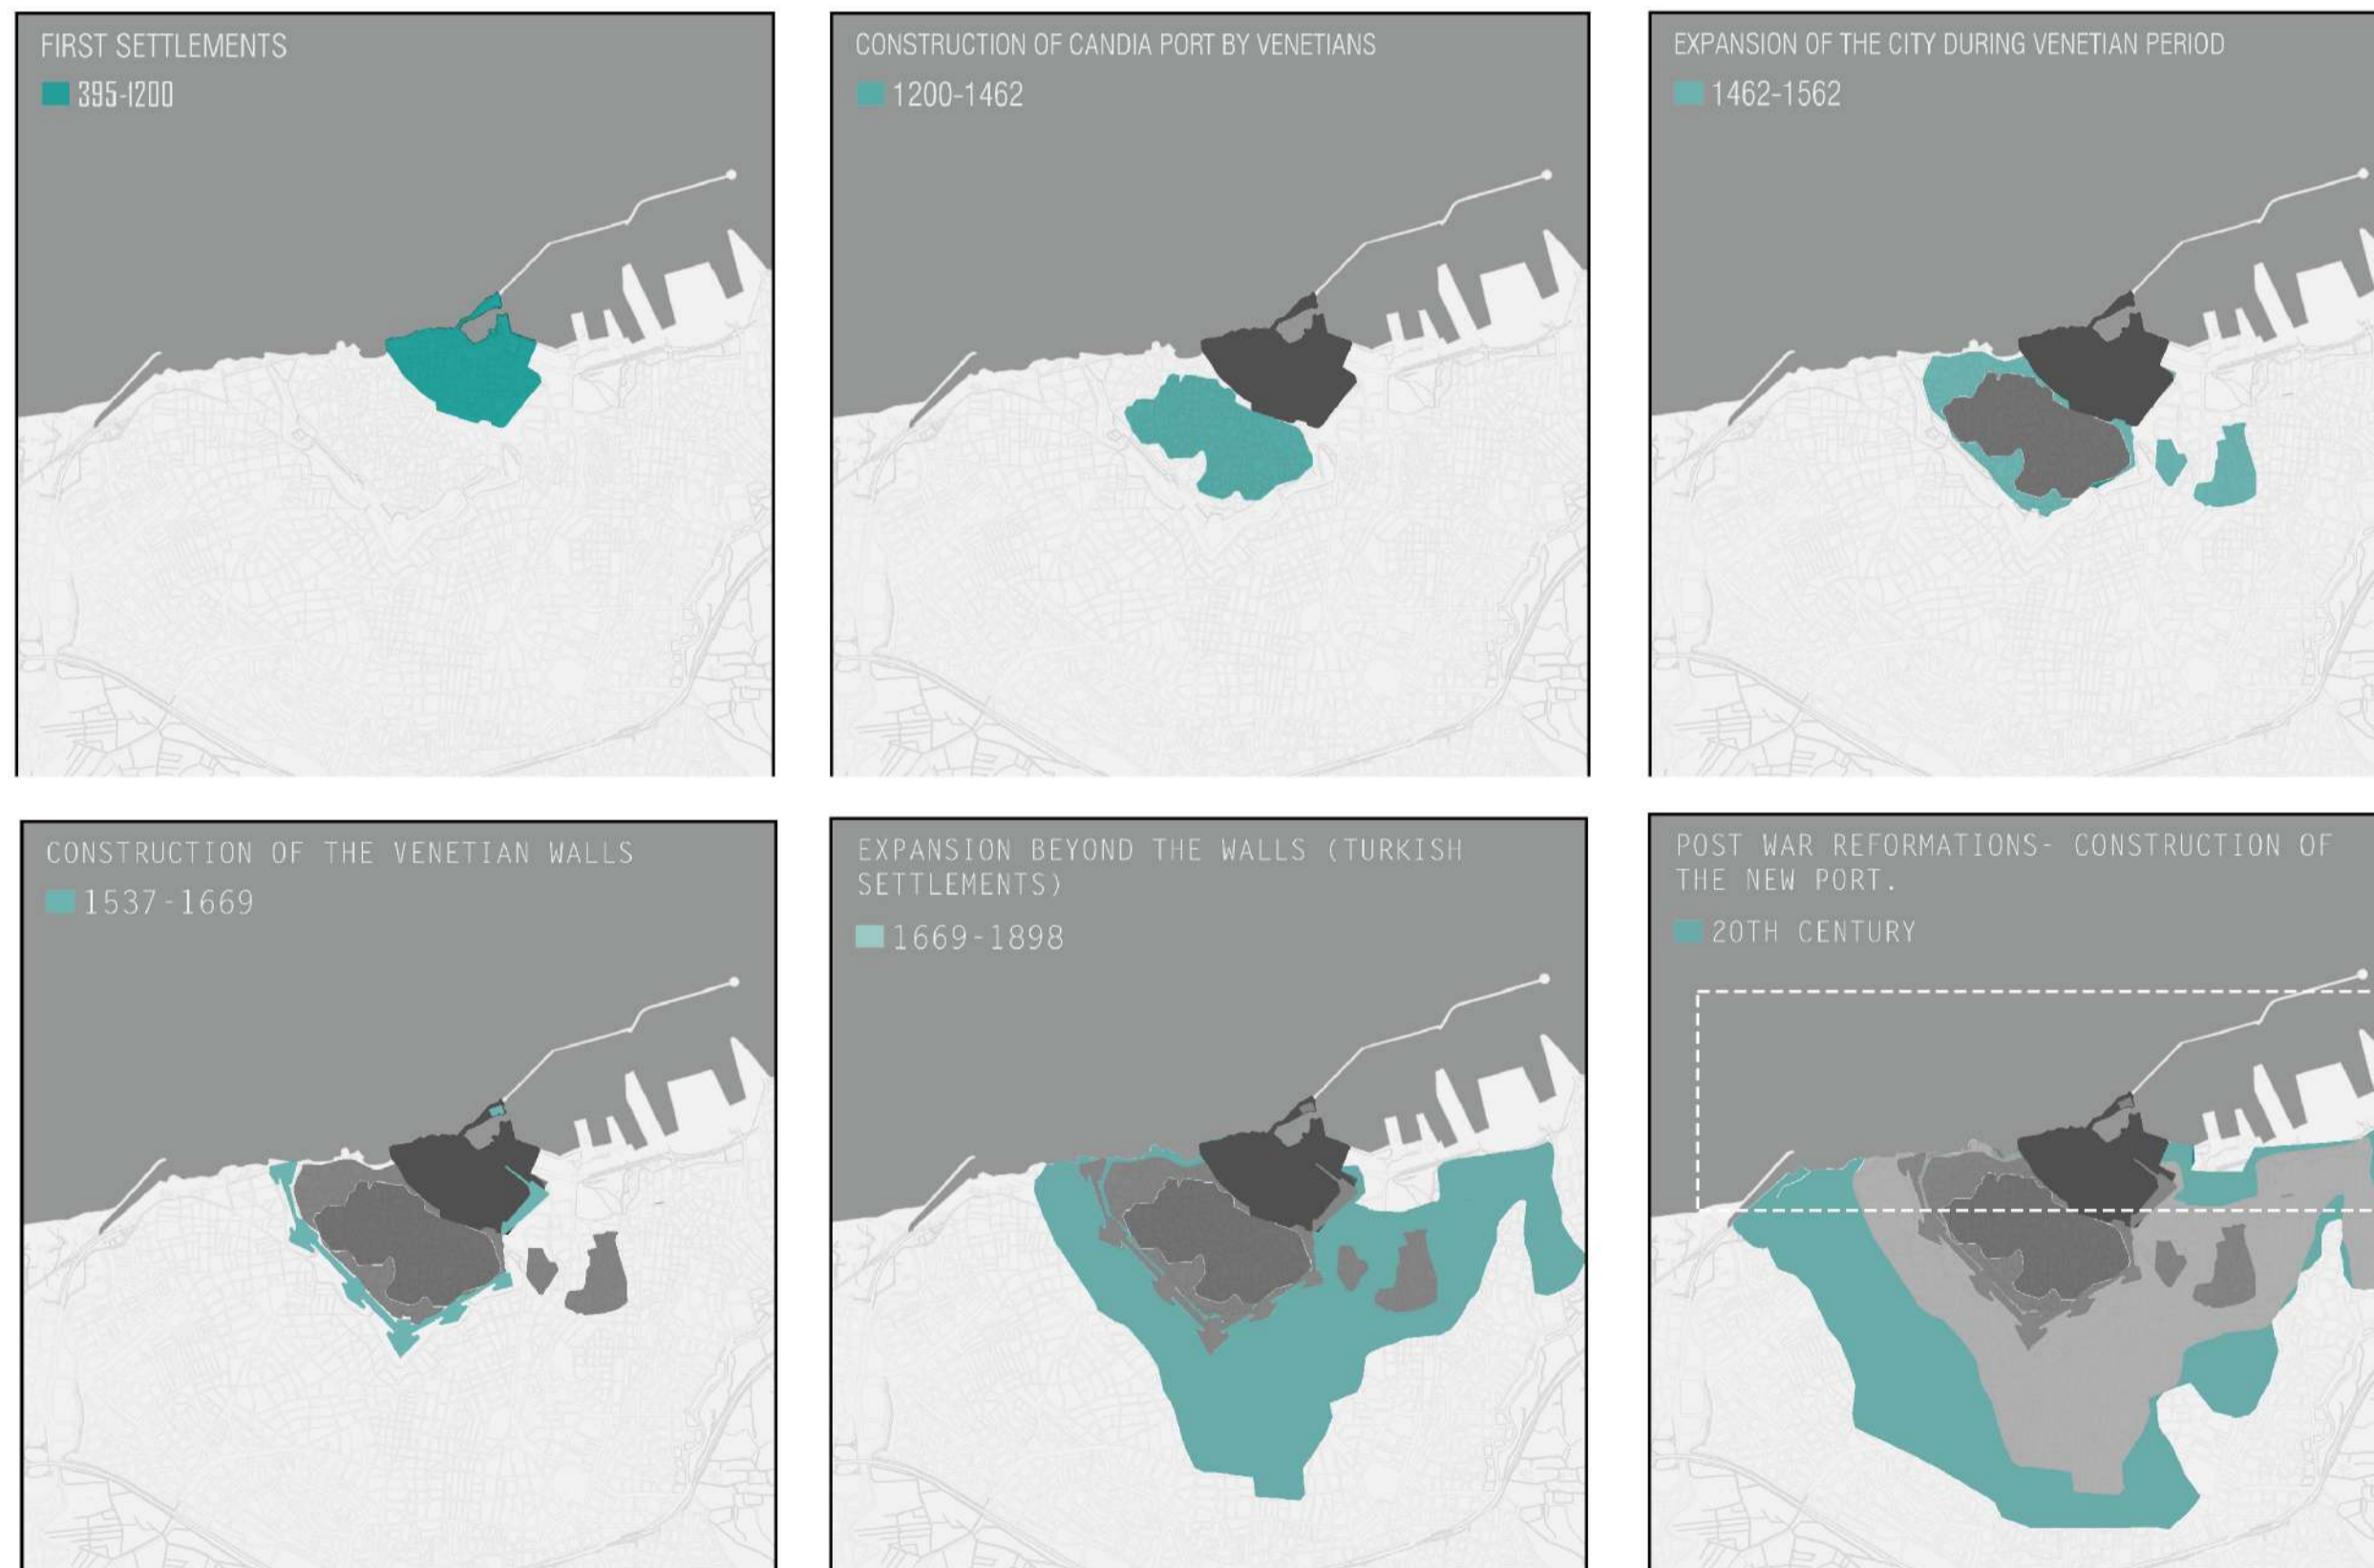 FIRST SETTLEMENTS
395-1200
CONSTRUCTION OF CANDIA PORT BY VENETIANS
1200-1462
EXPANSION OF THE CITY DURING VENETIAN PERIOD
1462-1562
CONSTRUCTION OF THE VENETIAN WALLS
1537-1669
EXPANSION BEYOND THE WALLS (TURKISH
SETTLEMENTS)
1669-1898
POST WAR REFORMATIONS- CONSTRUCTION OF
THE NEW PORT.
20TH CENTURY